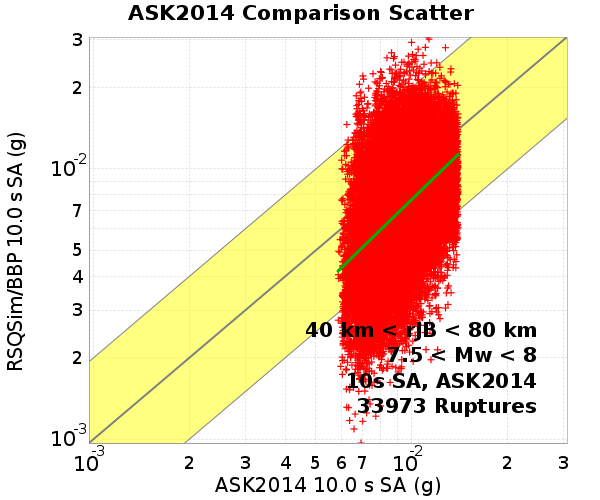 ASK2014 Comparison Scatter
RSQSim/BBP 10.0 s SA (g)
3
2
10-2
7
5
4
3
2
10-3
40 km < rJB < 80 km
7.5 < Mw < 8
10s SA, ASK2014
33973 Ruptures
10-3 2 3 4 5 6 7 10-2 2 3
ASK2014 10.0 s SA (g)